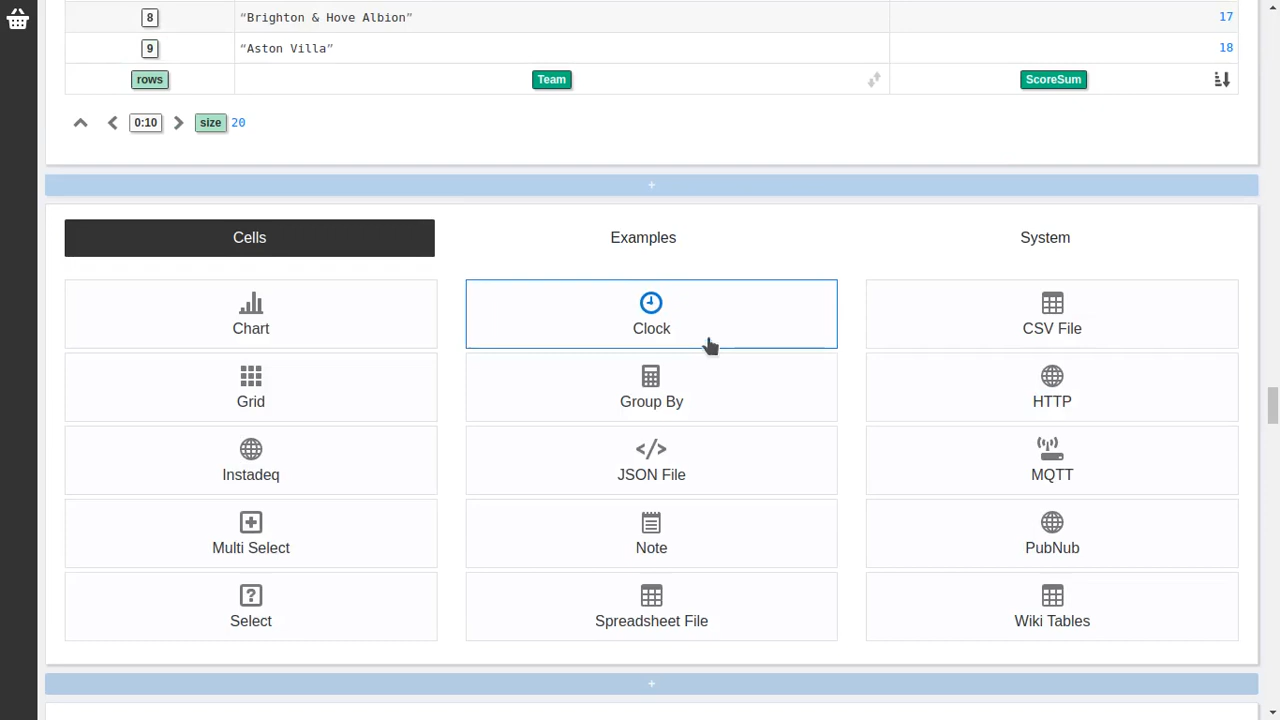 8 “Brighton & Hove Albion” 17
9 “Aston Villa” 18
rows Team ScoreSum
0:10 size 20
+
Cells Examples System
Chart Clock CSV File
Grid Group By HTTP
Instadeq JSON File MQTT
Multi Select Note PubNub
Select Spreadsheet File Wiki Tables
+